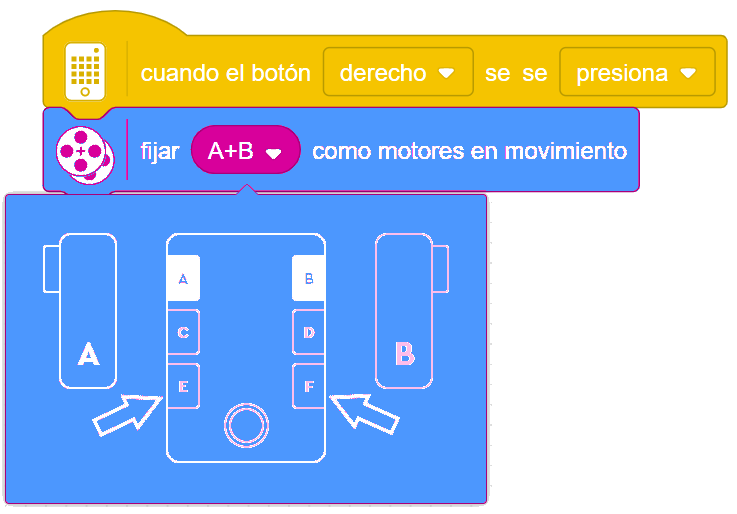 cuando el botón derecho se se presiona
fijar A+B como motores en movimiento
A B
C D
A B
E F